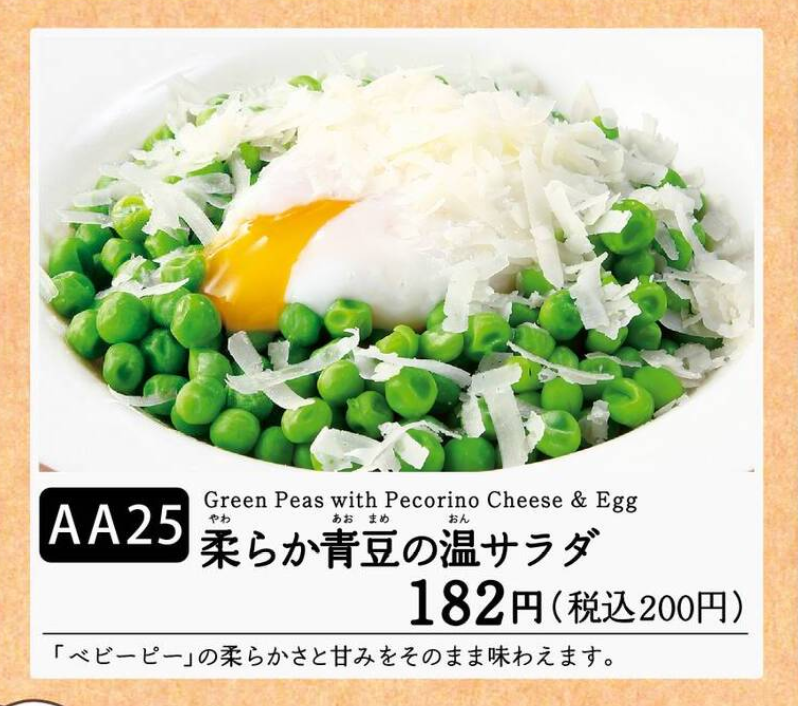 AA25
Green Peas with Pecorino Cheese & Egg
やわ あお まめ おん
柔らか青豆の温サラダ
182円(税込200円)
「ベビーピー」の柔らかさと甘みをそのまま味わえます。